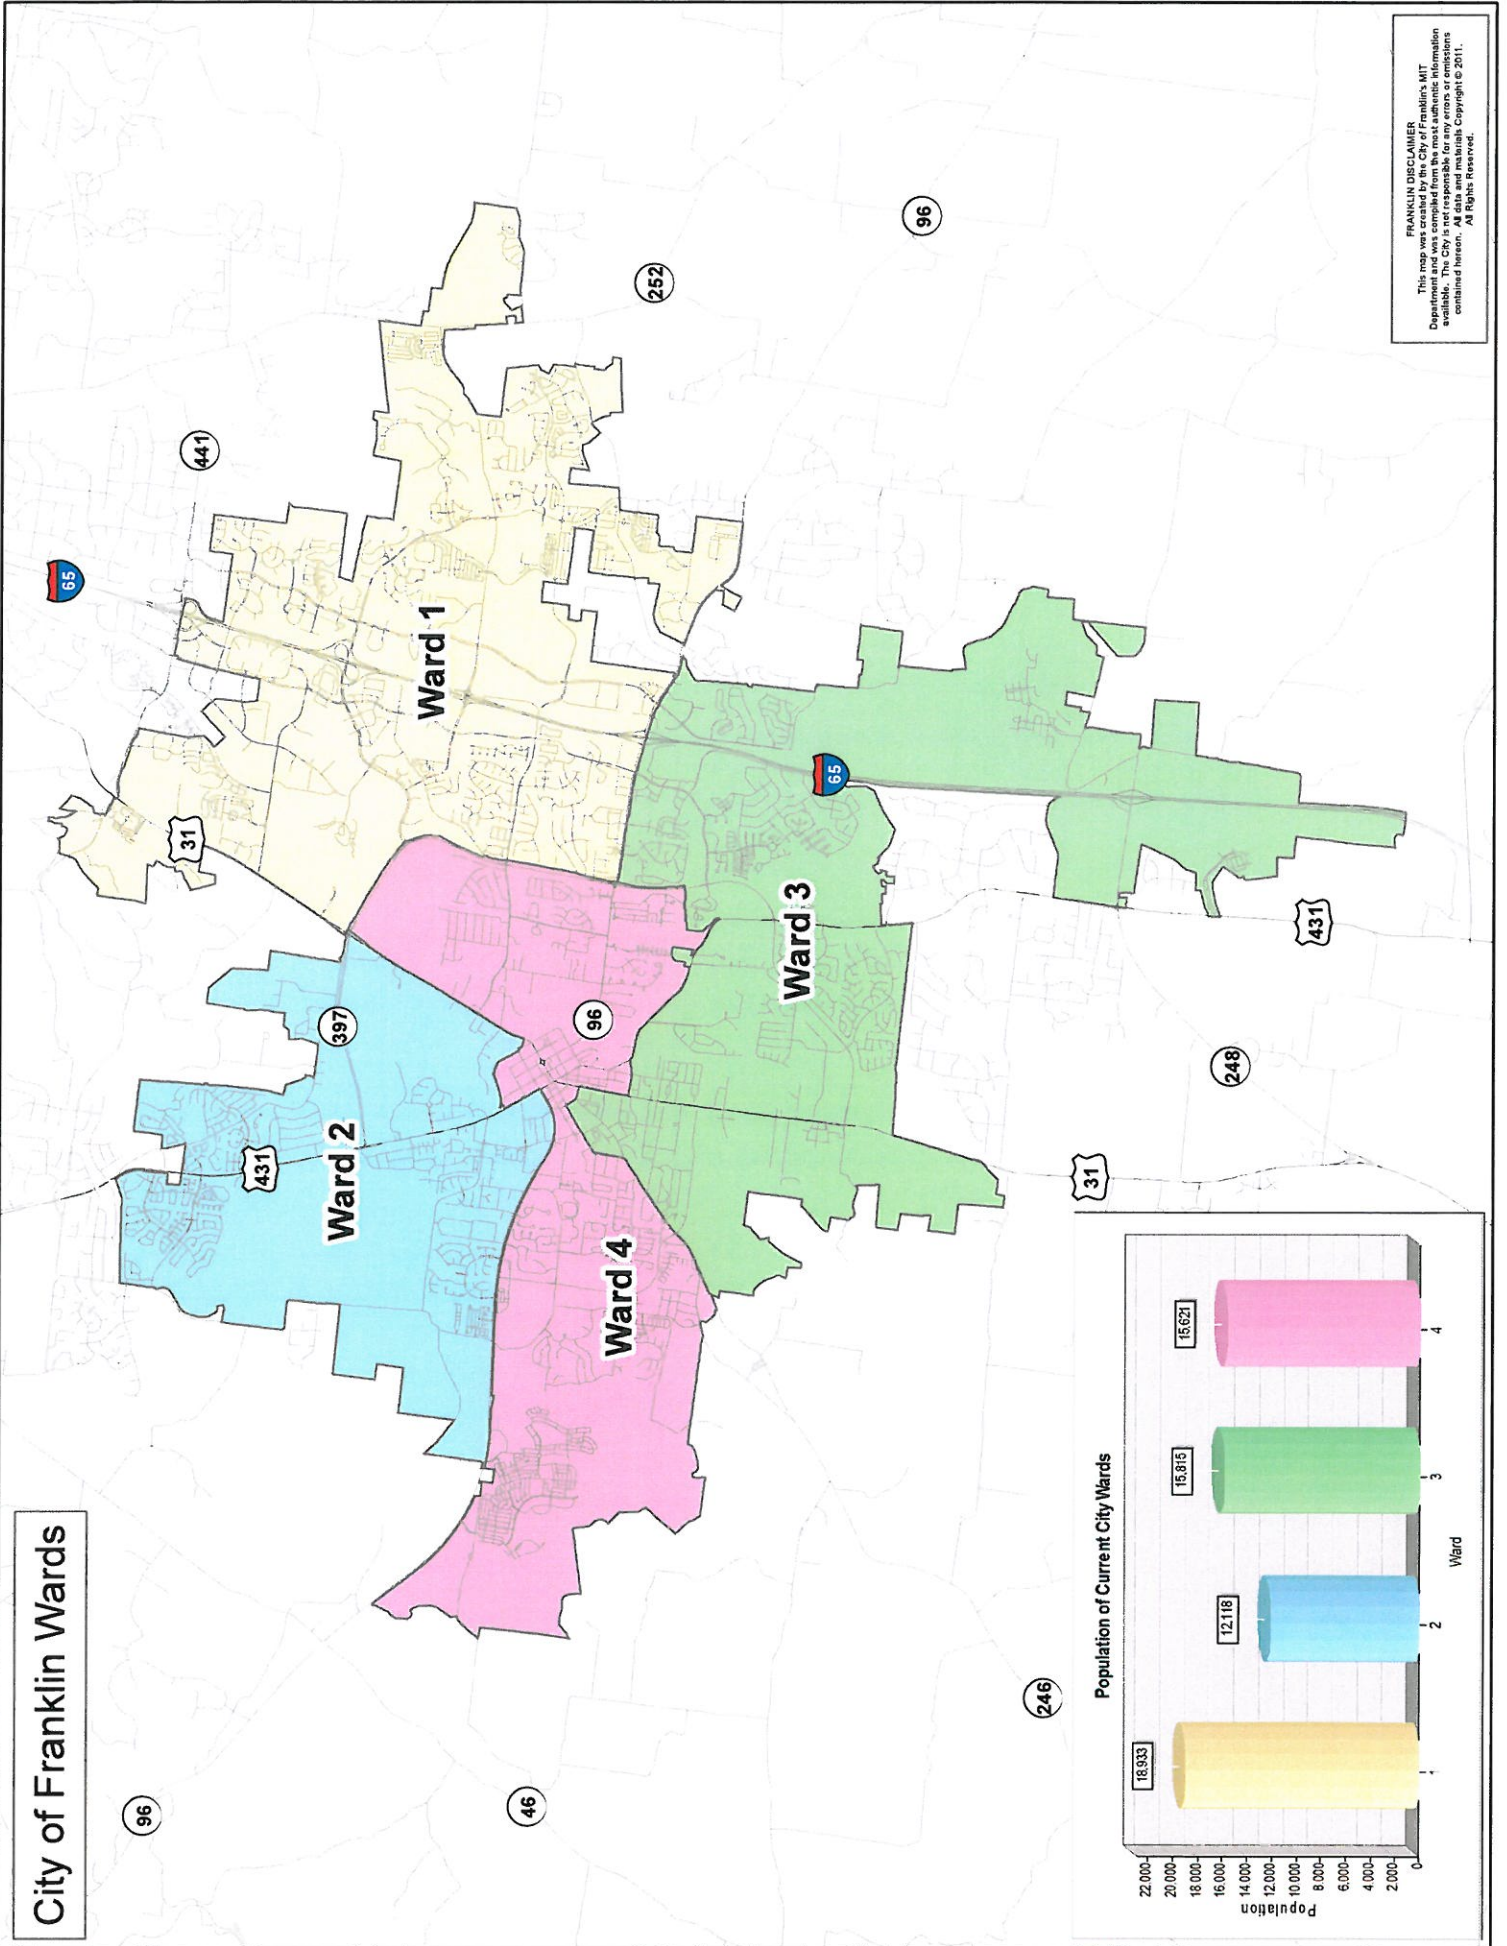 City of Franklin Wards
65
441
31
252
96
Ward 1
397
431
Ward 2
96
Ward 3
65
Ward 4
431
248
31
96
46
246
Population of Current City Wards
Population
22.000
20.000
18.000
16.000
14.000
12.000
10.000
8.000
6.000
4.000
2.000
0
18,933
12,118
15,815
15,621
1
2
3
4
Ward
FRANKLIN DISCLAIMER
This map was created by the City of Franklin's MIT
Department and was compiled from the most authentic information
available. The City is not responsible for any errors or omissions
contained hereon. All data and materials Copyright © 2011.
All Rights Reserved.